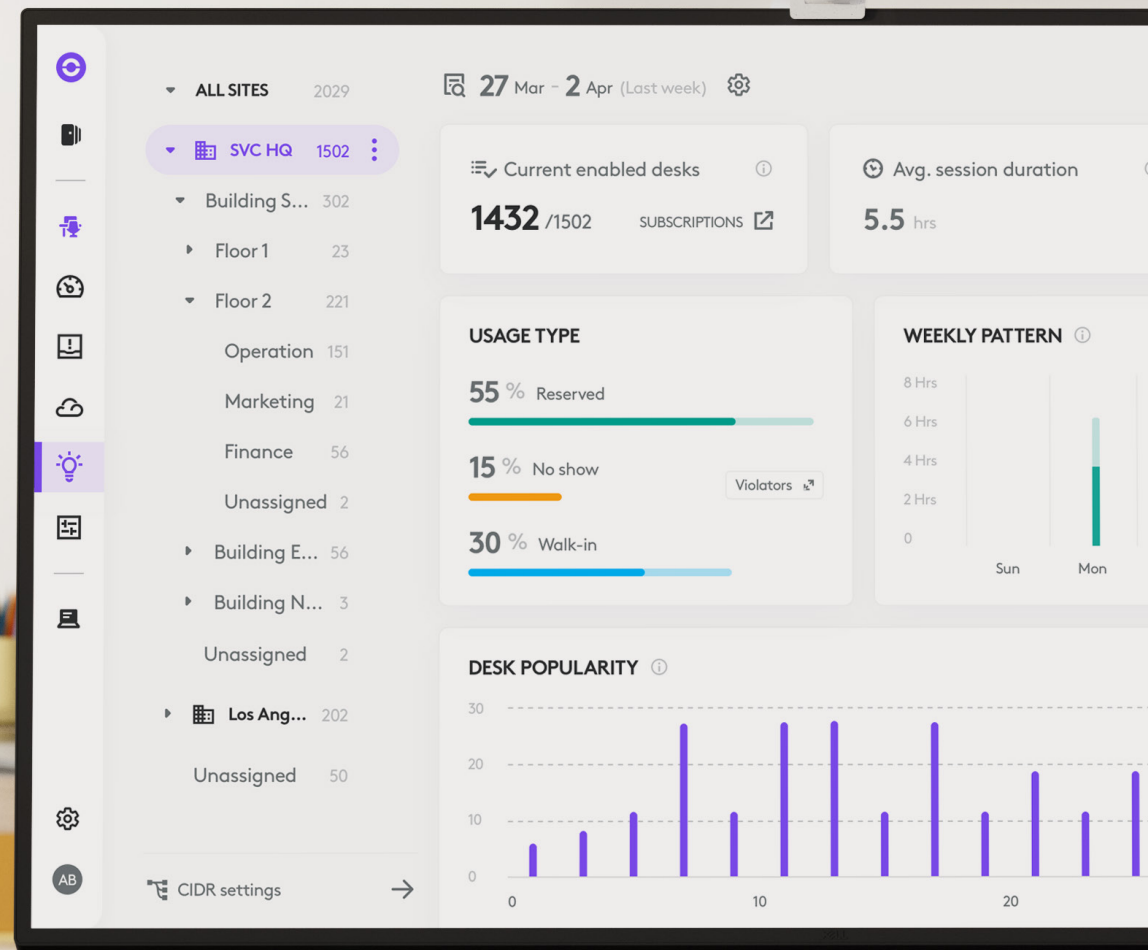 ALL SITES 2029
SVC HQ 1502
Building S... 302
Floor 1 23
Floor 2 221
Operation 151
Marketing 21
Finance 56
Unassigned 2
Building E... 56
Building N... 3
Unassigned 2
Los Ang... 202
Unassigned 50
CIDR settings
AB
27 Mar - 2 Apr (Last week)
Current enabled desks
1432 /1502 SUBSCRIPTIONS
Avg. session duration
5.5 hrs
USAGE TYPE
55 % Reserved
15 % No show
Violators
30 % Walk-in
WEEKLY PATTERN
8 Hrs
6 Hrs
4 Hrs
2 Hrs
0
Sun Mon
DESK POPULARITY
30
20
10
0
0 10 20